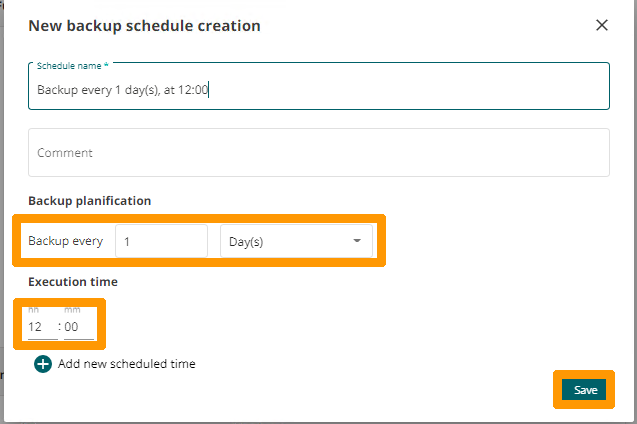 New backup schedule creation
Schedule name *
Backup every 1 day(s), at 12:00
Comment
Backup planification
Backup every 1 Day(s)
Execution time
hh mm
12 : 00
Add new scheduled time
Save